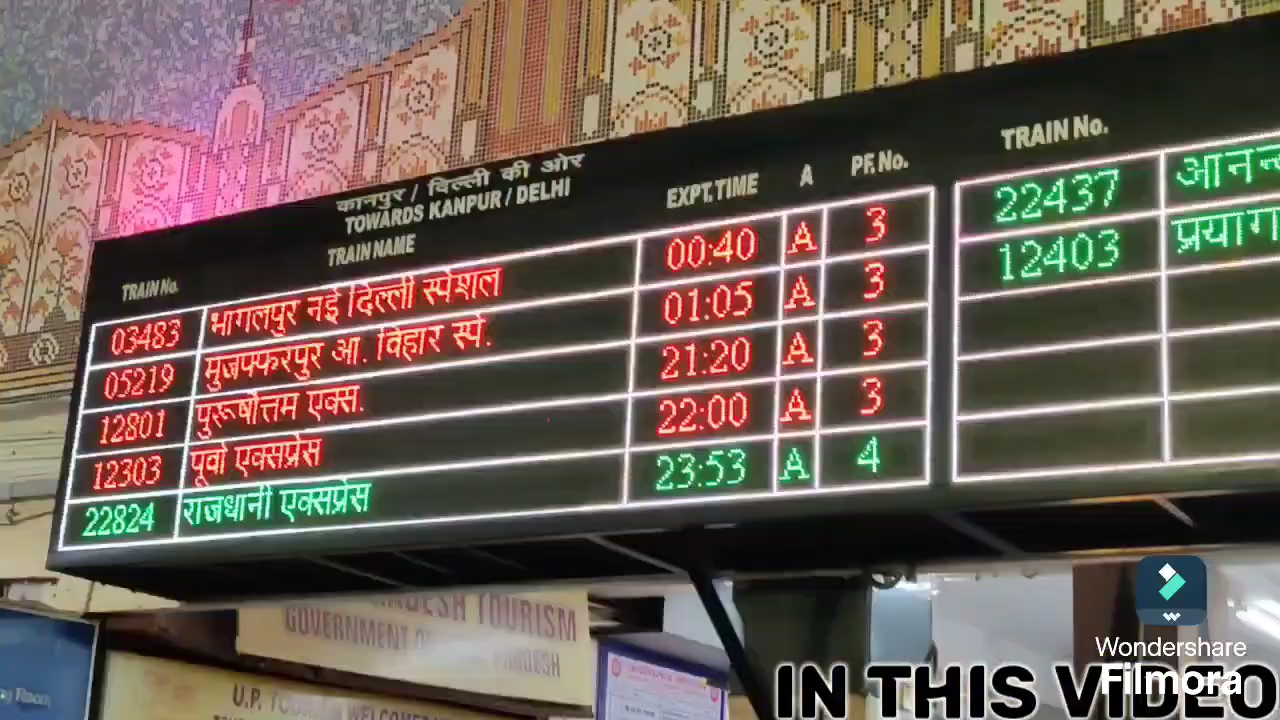 कानपुर / दिल्ली की ओर
TOWARDS KANPUR / DELHI
TRAIN No. TRAIN NAME EXPT.TIME A PF.No.
03483 भागलपुर नई दिल्ली स्पेशल 00:40 A 3
05219 मुजफ्फरपुर आ. विहार स्पे. 01:05 A 3
12801 पुरूषोत्तम एक्स. 21:20 A 3
12303 पूर्वा एक्सप्रेस 22:00 A 3
22824 राजधानी एक्सप्रेस 23:53 A 4
TRAIN No.
22437
12403 प्रयाग
TOURISM
GOVERNMENT
U.P.
Wondershare
Filmora
IN THIS VIDEO